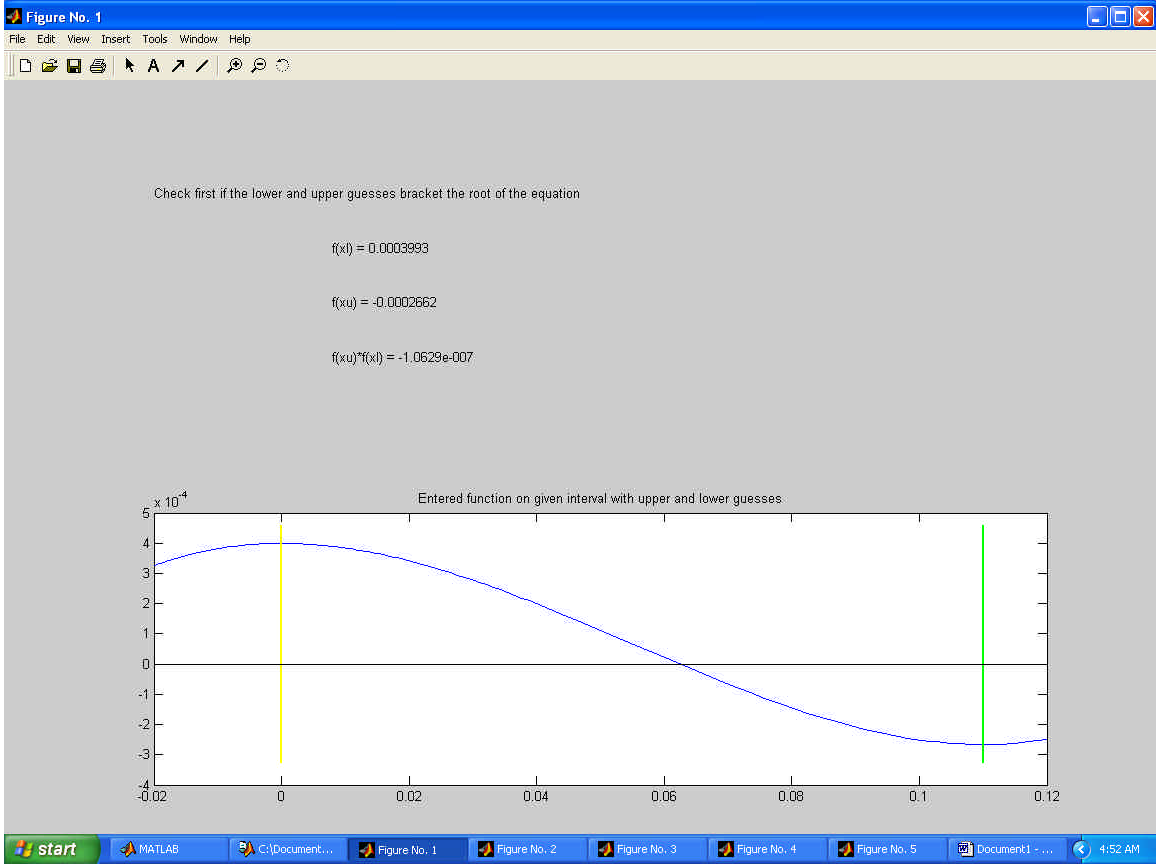 Figure No. 1
File Edit View Insert Tools Window Help
Check first if the lower and upper guesses bracket the root of the equation
f(xl) = 0.0003993
f(xu) = -0.0002662
f(xu)*f(xl) = -1.0629e-007
x 10^-4
Entered function on given interval with upper and lower guesses
5
4
3
2
1
0
-1
-2
-3
-4
-0.02 0 0.02 0.04 0.06 0.08 0.1 0.12
start MATLAB C:\Document... Figure No. 1 Figure No. 2 Figure No. 3 Figure No. 4 Figure No. 5 Document1 - ... 4:52 AM